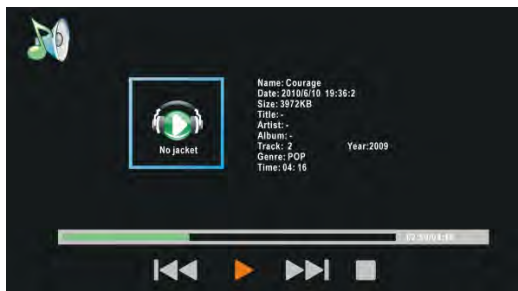 No jacket
Name: Courage
Date: 2010/6/10 19:36:2
Size: 3972KB
Title: -
Artist: -
Album: -
Track: 2 Year:2009
Genre: POP
Time: 04: 16